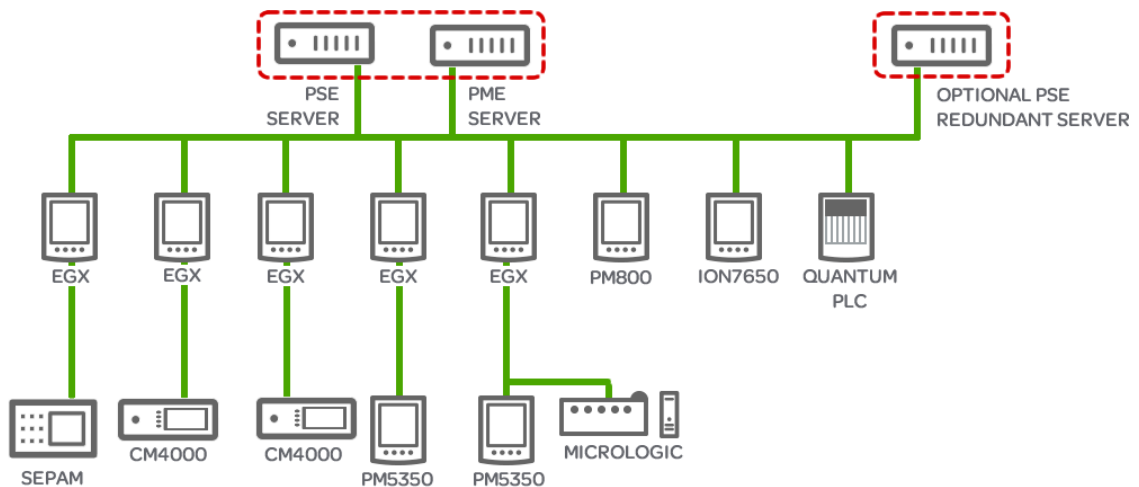 PSE
SERVER
PME
SERVER
OPTIONAL PSE
REDUNDANT SERVER
EGX
EGX
EGX
EGX
EGX
PM800
ION7650
QUANTUM
PLC
SEPAM
CM4000
CM4000
PM5350
PM5350
MICROLOGIC